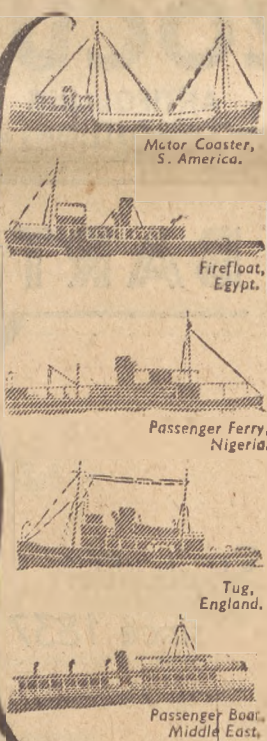 Motor Coaster,
S. America.
Firefloat,
Egypt.
Passenger Ferry,
Nigeria.
Tug,
England.
Passenger Boat,
Middle East.